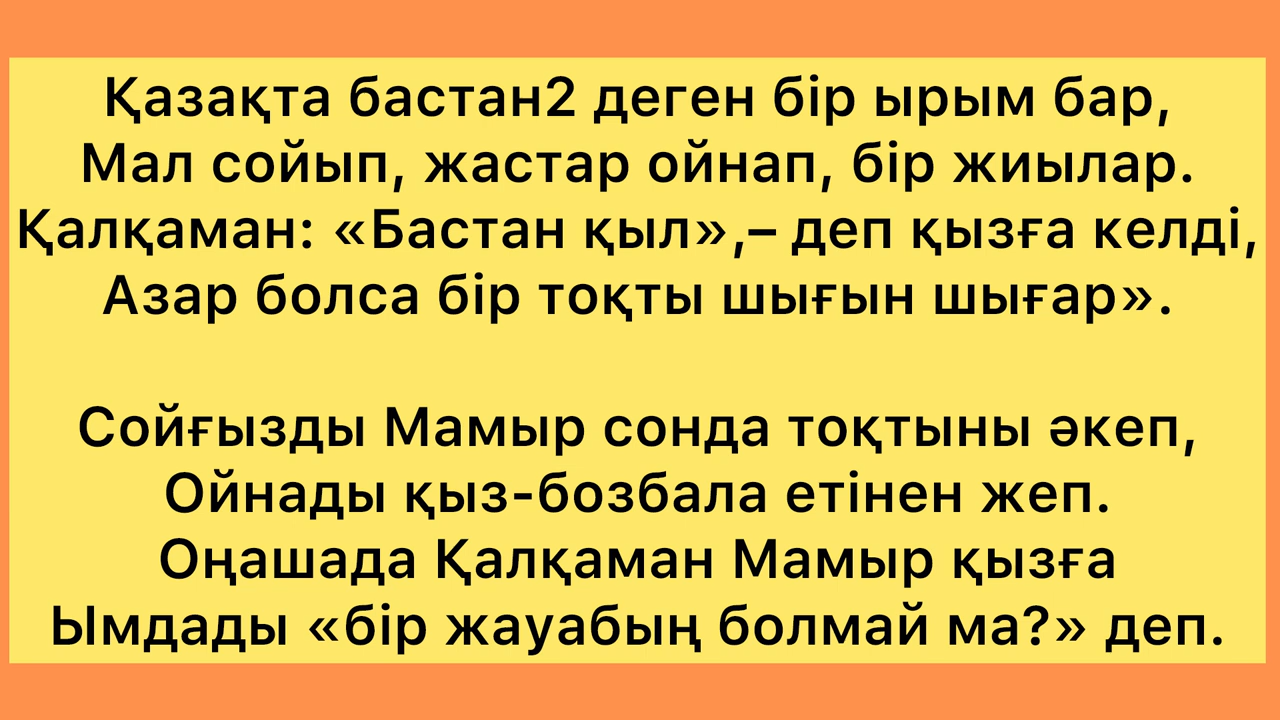 Қазақта бастан2 деген бір ырым бар,
Мал сойып, жастар ойнап, бір жиылар.
Қалқаман: «Бастан қыл»,– деп қызға келді,
Азар болса бір тоқты шығын шығар».
Сойғызды Мамыр сонда тоқтыны әкеп,
Ойнады қыз-бозбала етінен жеп.
Оңашада Қалқаман Мамыр қызға
Ымдады «бір жауабың болмай ма?» деп.